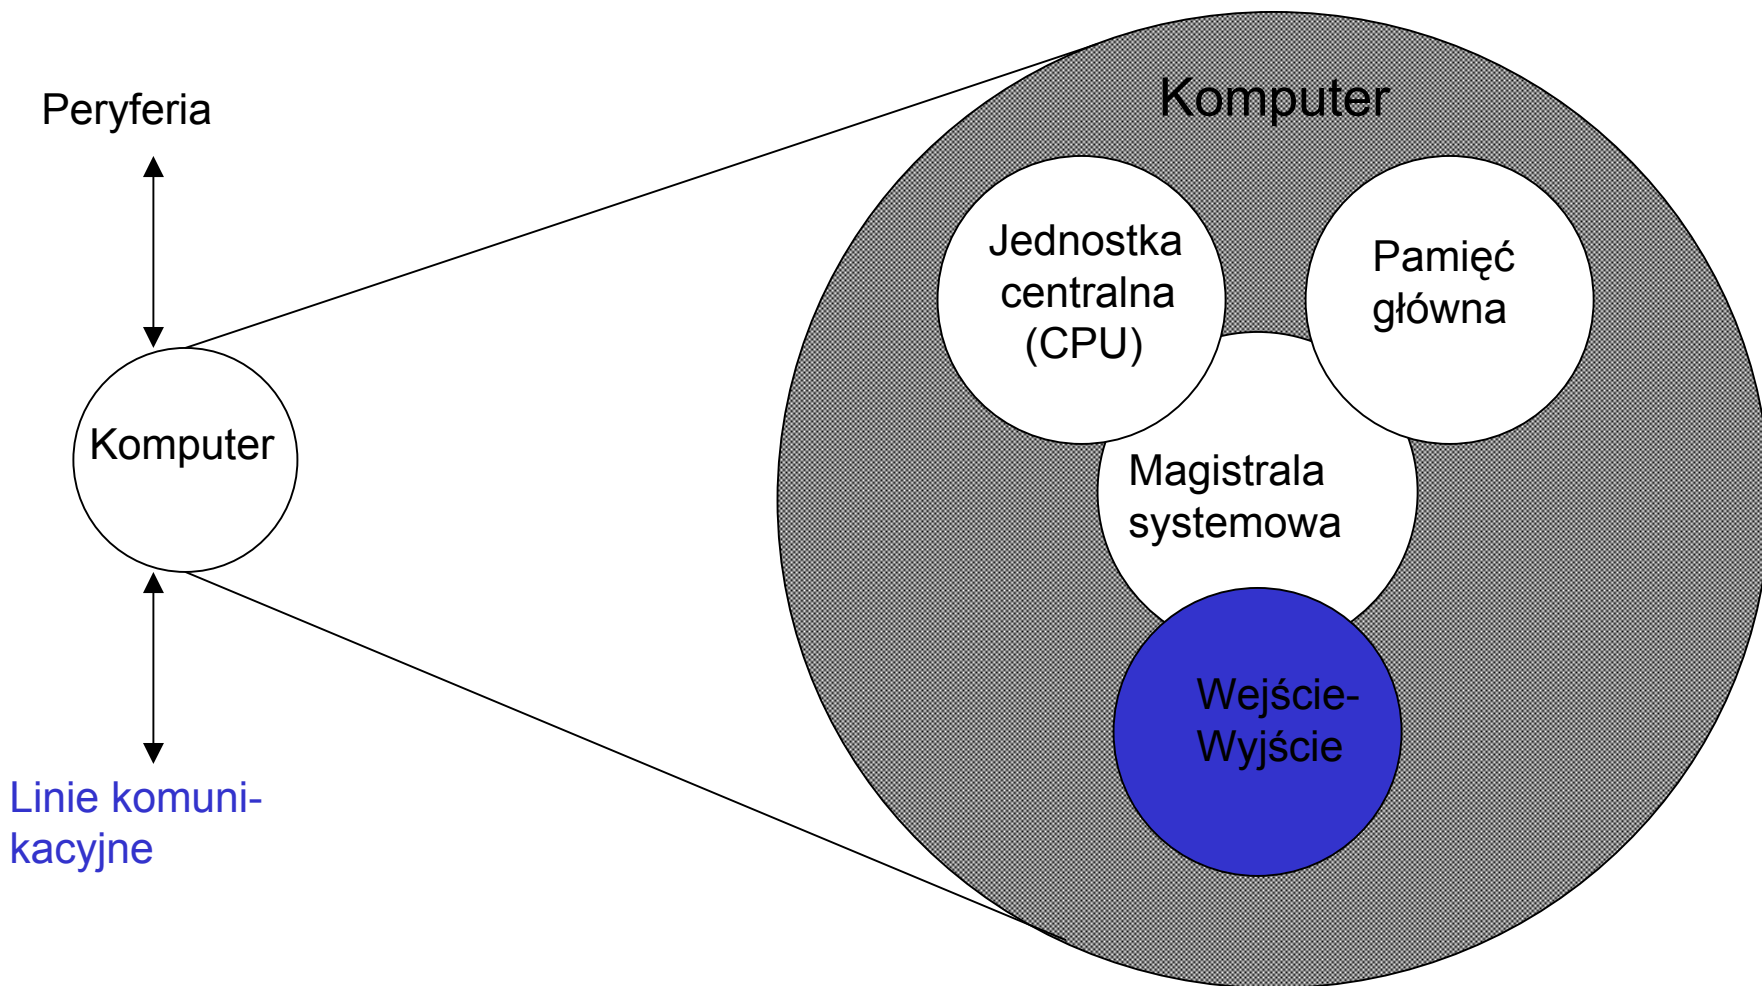 Peryferia
Komputer
Linie komuni-
kacyjne
Komputer
Jednostka
centralna
(CPU)
Pamięć
główna
Magistrala
systemowa
Wejście-
Wyjście